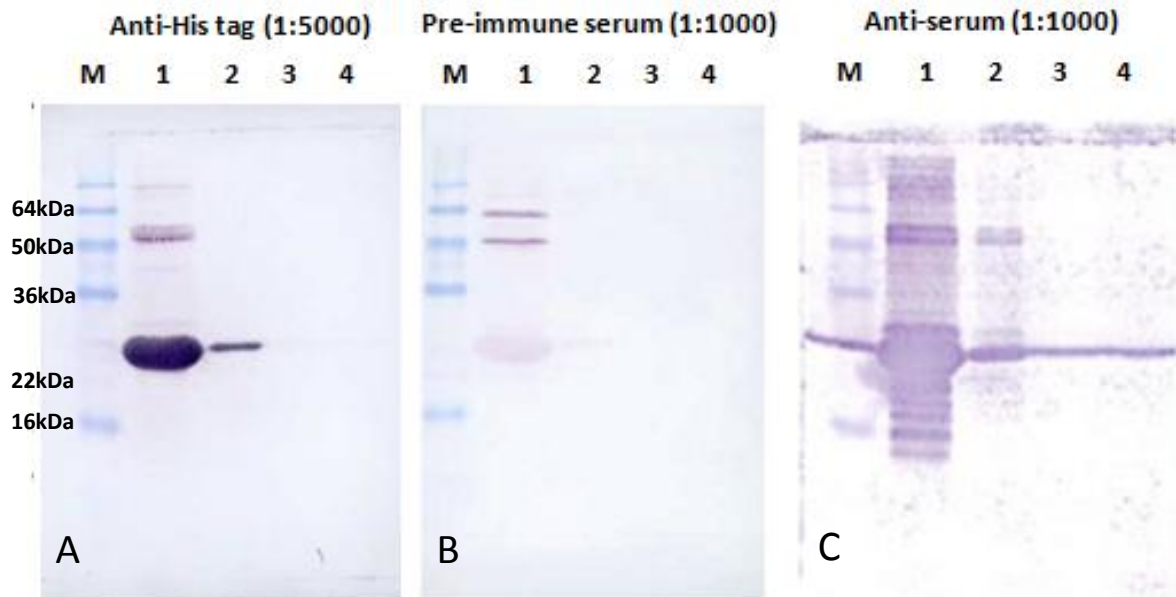 Anti-His tag (1:5000) Pre-immune serum (1:1000) Anti-serum (1:1000)
M 1 2 3 4 M 1 2 3 4 M 1 2 3 4
64kDa
50kDa
36kDa
22kDa
16kDa
A B C